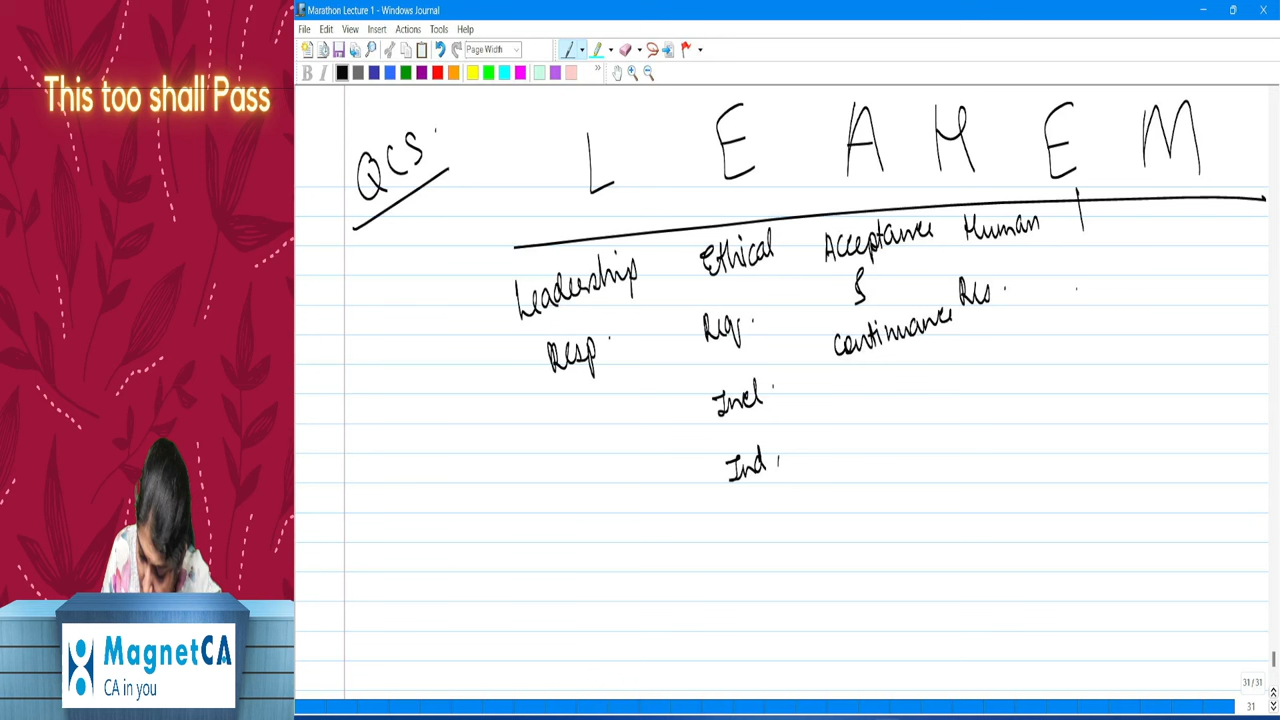 Marathon Lecture 1 - Windows Journal
File Edit View Insert Actions Tools Help
Page Width
B I
This too shall Pass
QCS.
L E A H E M
Leadership Ethical Acceptance Human
Resp. Req. & Res.
continuance
Incl.
Ind.
MagnetCA
CA in you
31/31
31